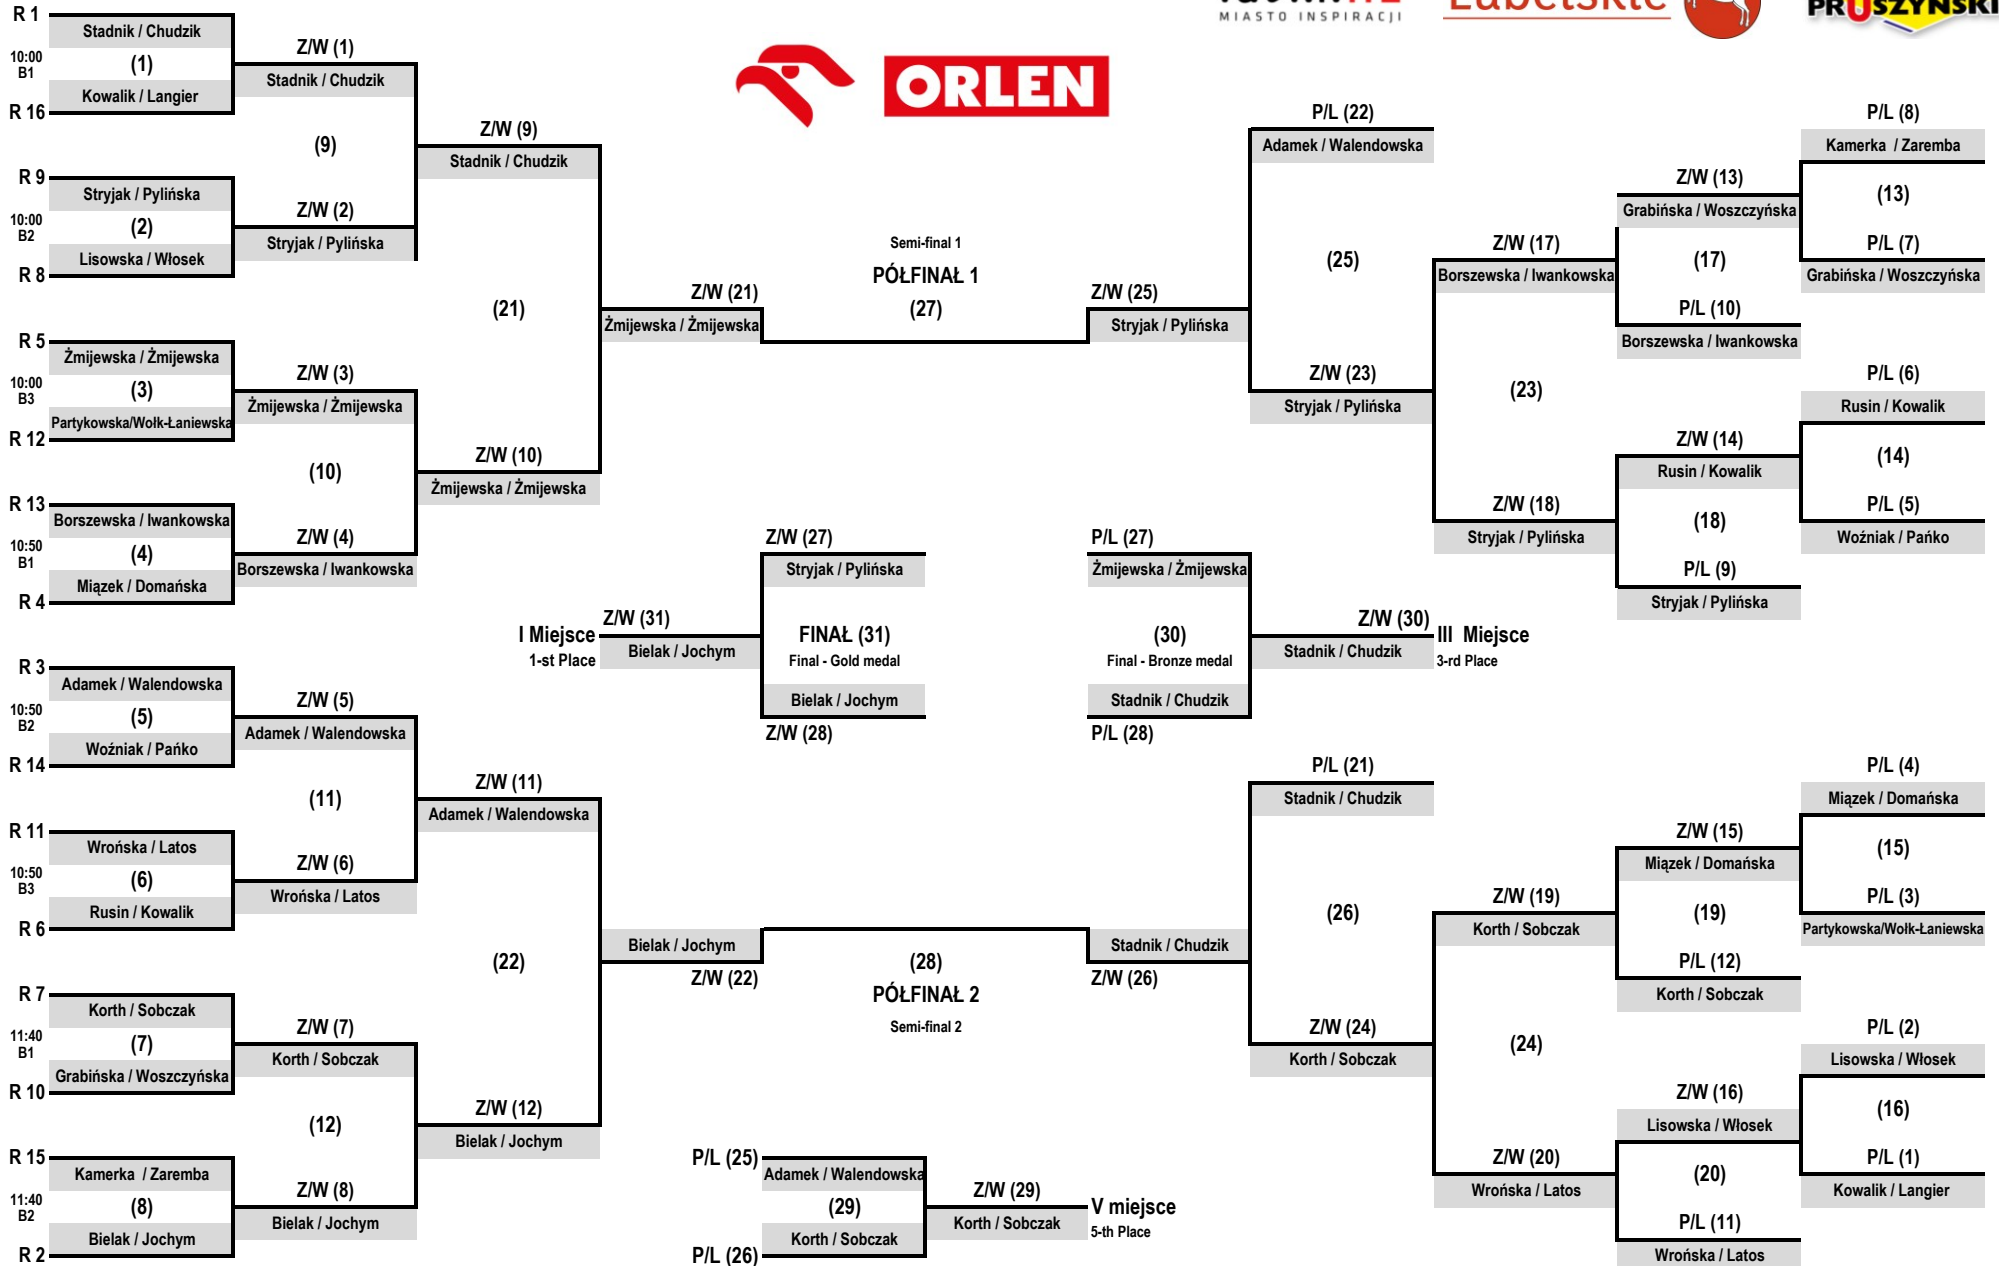 MIASTO INSPIRACJI
Lubelskie
PRUSZYŃSKI
ORLEN
R 1
Stadnik / Chudzik
10:00
B1
(1)
Kowalik / Langier
R 16
Z/W (1)
Stadnik / Chudzik
(9)
R 9
Stryjak / Pylińska
10:00
B2
(2)
Lisowska / Włosek
R 8
Z/W (2)
Stryjak / Pylińska
Z/W (9)
Stadnik / Chudzik
(21)
R 5
Żmijewska / Żmijewska
10:00
B3
(3)
Partykowska/Wołk-Łaniewska
R 12
Z/W (3)
Żmijewska / Żmijewska
(10)
R 13
Borszewska / Iwankowska
10:50
B1
(4)
Miązek / Domańska
R 4
Z/W (4)
Borszewska / Iwankowska
Z/W (10)
Żmijewska / Żmijewska
Z/W (21)
Żmijewska / Żmijewska
Semi-final 1
PÓŁFINAŁ 1
(27)
Z/W (25)
Stryjak / Pylińska
P/L (22)
Adamek / Walendowska
(25)
Z/W (23)
Stryjak / Pylińska
Z/W (17)
Borszewska / Iwankowska
(23)
Z/W (18)
Stryjak / Pylińska
Z/W (13)
Grabińska / Woszczyńska
(17)
P/L (10)
Borszewska / Iwankowska
Z/W (14)
Rusin / Kowalik
(18)
P/L (9)
Stryjak / Pylińska
P/L (8)
Kamerka / Zaremba
(13)
P/L (7)
Grabińska / Woszczyńska
P/L (6)
Rusin / Kowalik
(14)
P/L (5)
Woźniak / Pańko
I Miejsce
1-st Place
Z/W (31)
Bielak / Jochym
Z/W (27)
Stryjak / Pylińska
FINAŁ (31)
Final - Gold medal
Bielak / Jochym
Z/W (28)
P/L (27)
Żmijewska / Żmijewska
(30)
Final - Bronze medal
Stadnik / Chudzik
P/L (28)
Z/W (30)
Stadnik / Chudzik
III Miejsce
3-rd Place
R 3
Adamek / Walendowska
10:50
B2
(5)
Woźniak / Pańko
R 14
Z/W (5)
Adamek / Walendowska
(11)
R 11
Wrońska / Latos
10:50
B3
(6)
Rusin / Kowalik
R 6
Z/W (6)
Wrońska / Latos
Z/W (11)
Adamek / Walendowska
(22)
R 7
Korth / Sobczak
11:40
B1
(7)
Grabińska / Woszczyńska
R 10
Z/W (7)
Korth / Sobczak
(12)
R 15
Kamerka / Zaremba
11:40
B2
(8)
Bielak / Jochym
R 2
Z/W (8)
Bielak / Jochym
Z/W (12)
Bielak / Jochym
Bielak / Jochym
Z/W (22)
(28)
PÓŁFINAŁ 2
Semi-final 2
Stadnik / Chudzik
Z/W (26)
P/L (21)
Stadnik / Chudzik
(26)
Z/W (24)
Korth / Sobczak
Z/W (19)
Korth / Sobczak
(24)
Z/W (20)
Wrońska / Latos
Z/W (15)
Miązek / Domańska
(19)
P/L (12)
Korth / Sobczak
Z/W (16)
Lisowska / Włosek
(20)
P/L (11)
Wrońska / Latos
P/L (4)
Miązek / Domańska
(15)
P/L (3)
Partykowska/Wołk-Łaniewska
P/L (2)
Lisowska / Włosek
(16)
P/L (1)
Kowalik / Langier
P/L (25)
Adamek / Walendowska
(29)
Korth / Sobczak
P/L (26)
Z/W (29)
Korth / Sobczak
V miejsce
5-th Place